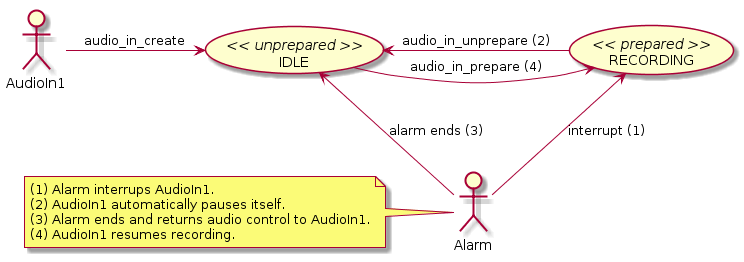 audio_in_create
AudioIn1
<< unprepared >>
IDLE
audio_in_unprepare (2)
audio_in_prepare (4)
<< prepared >>
RECORDING
alarm ends (3)
interrupt (1)
(1) Alarm interrups AudioIn1.
(2) AudioIn1 automatically pauses itself.
(3) Alarm ends and returns audio control to AudioIn1.
(4) AudioIn1 resumes recording.
Alarm